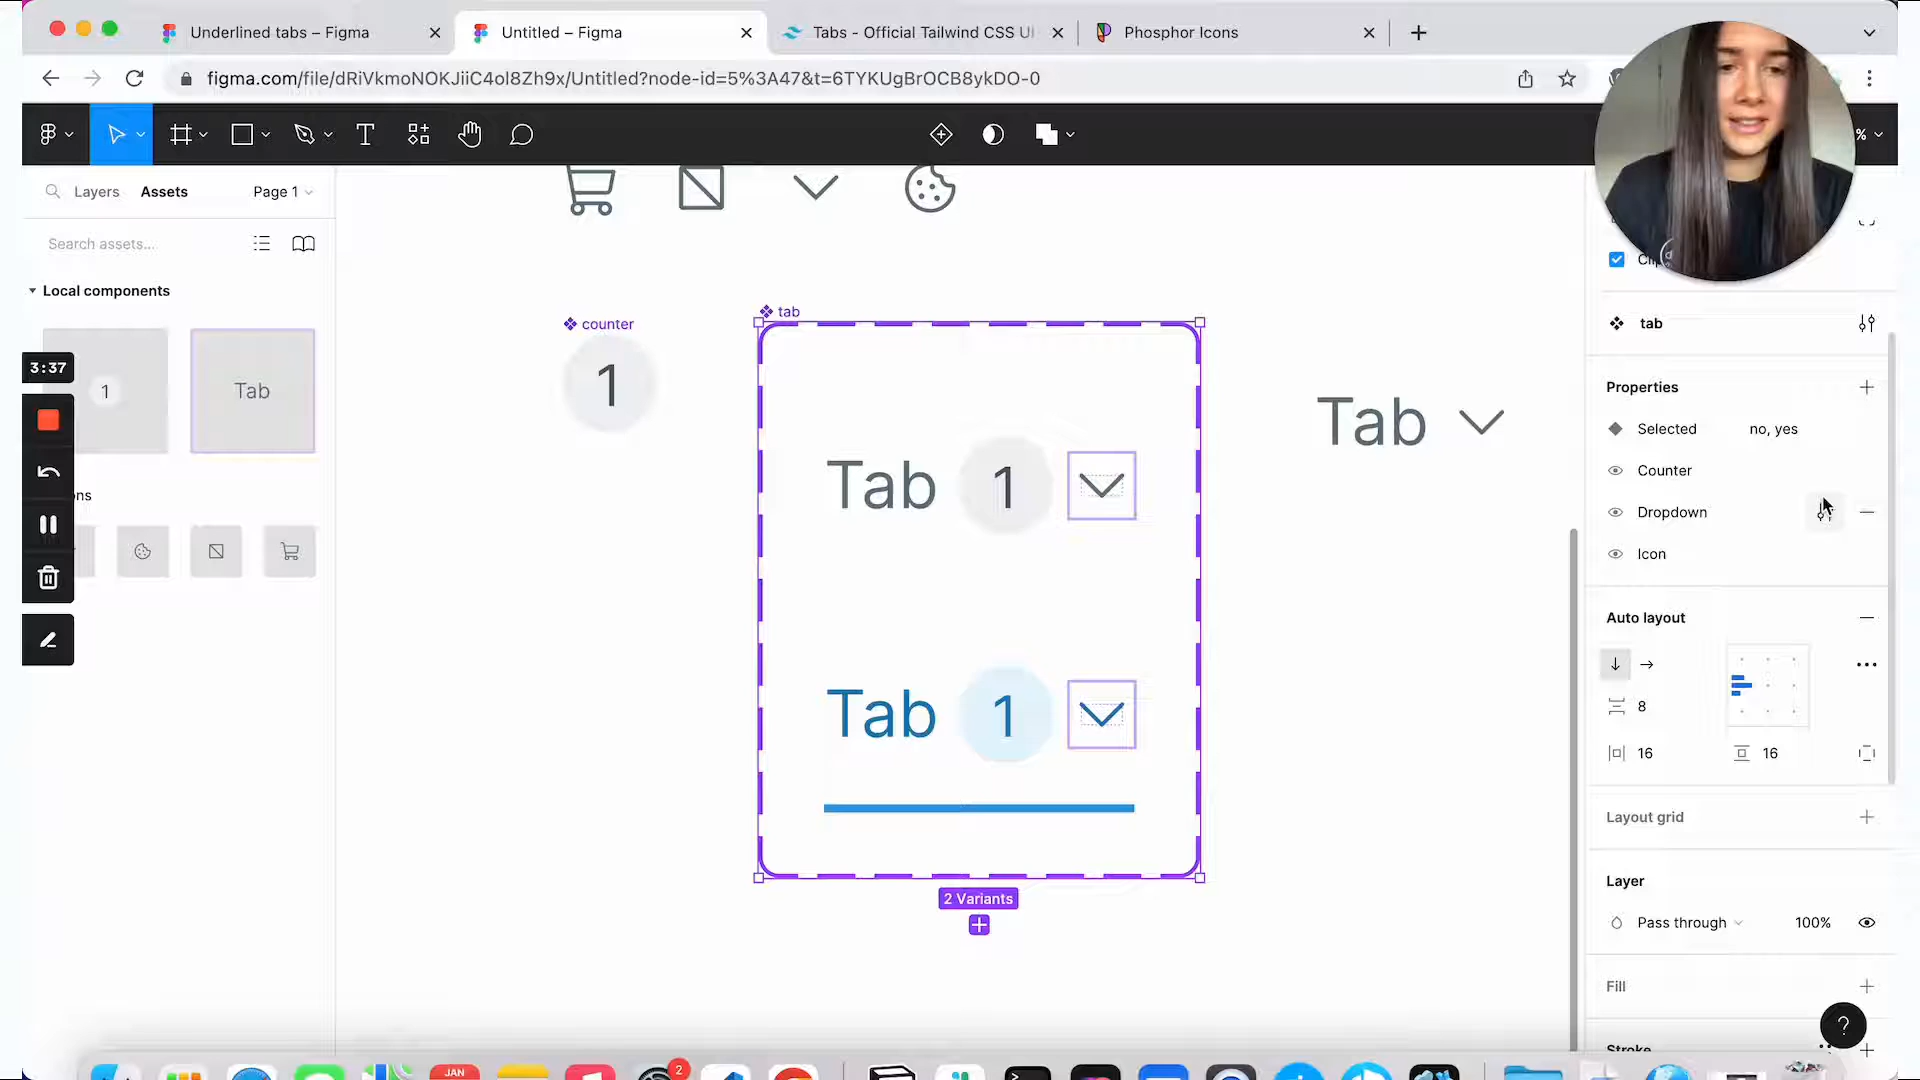 Underlined tabs – Figma
Untitled – Figma
Tabs - Official Tailwind CSS UI
Phosphor Icons
figma.com/file/dRiVkmoNOKJiiC4ol8Zh9x/Untitled?node-id=5%3A47&t=6TYKUgBrOCB8ykDO-0
%
Layers
Assets
Page 1
Search assets...
Local components
1
Tab
3:37
ons
counter
1
tab
Tab 1
Tab 1
2 Variants
Tab
tab
Properties
Selected no, yes
Counter
Dropdown
Icon
Auto layout
8
16 16
Layout grid
Layer
Pass through 100%
Fill
Stroke
?
JAN
2